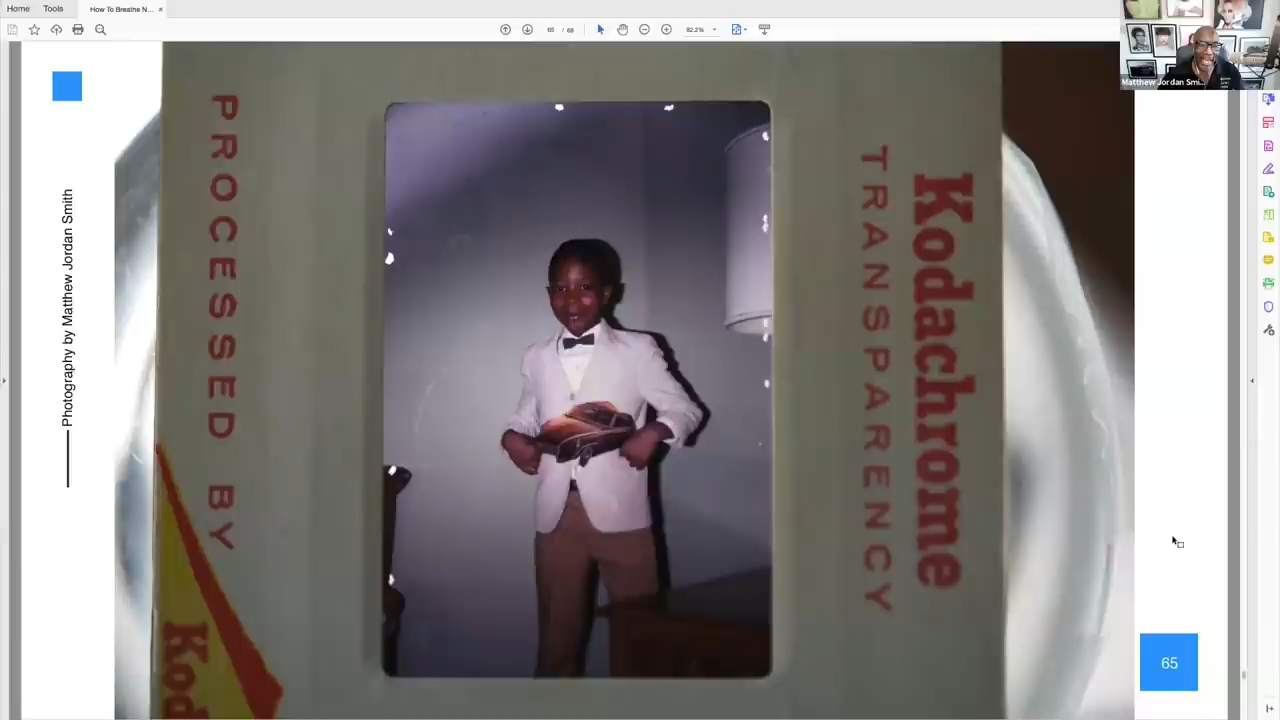 Home Tools How To Breathe N... ×
65 / 68 82.2%
Matthew Jordan Smi...
Photography by Matthew Jordan Smith
PROCESSED BY
Kodachrome
TRANSPARENCY
Kod
65